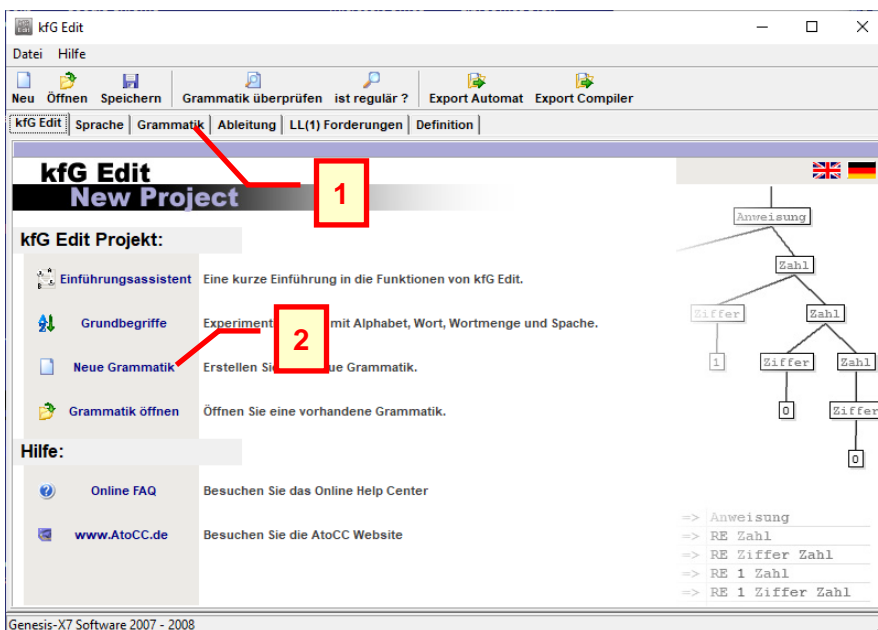 kfG Edit
Datei Hilfe
Neu Öffnen Speichern Grammatik überprüfen ist regulär ? Export Automat Export Compiler
kfG Edit Sprache Grammatik Ableitung LL(1) Forderungen Definition
kfG Edit
New Project
1
kfG Edit Projekt:
Einführungsassistent Eine kurze Einführung in die Funktionen von kfG Edit.
Grundbegriffe Experiment mit Alphabet, Wort, Wortmenge und Spache.
2
Neue Grammatik Erstellen Si ue Grammatik.
Grammatik öffnen Öffnen Sie eine vorhandene Grammatik.
Hilfe:
Online FAQ Besuchen Sie das Online Help Center
www.AtoCC.de Besuchen Sie die AtoCC Website
Anweisung
Zahl
Ziffer Zahl
1 Ziffer Zahl
0 Ziffer
0
=> Anweisung
=> RE Zahl
=> RE Ziffer Zahl
=> RE 1 Zahl
=> RE 1 Ziffer Zahl
Genesis-X7 Software 2007 - 2008